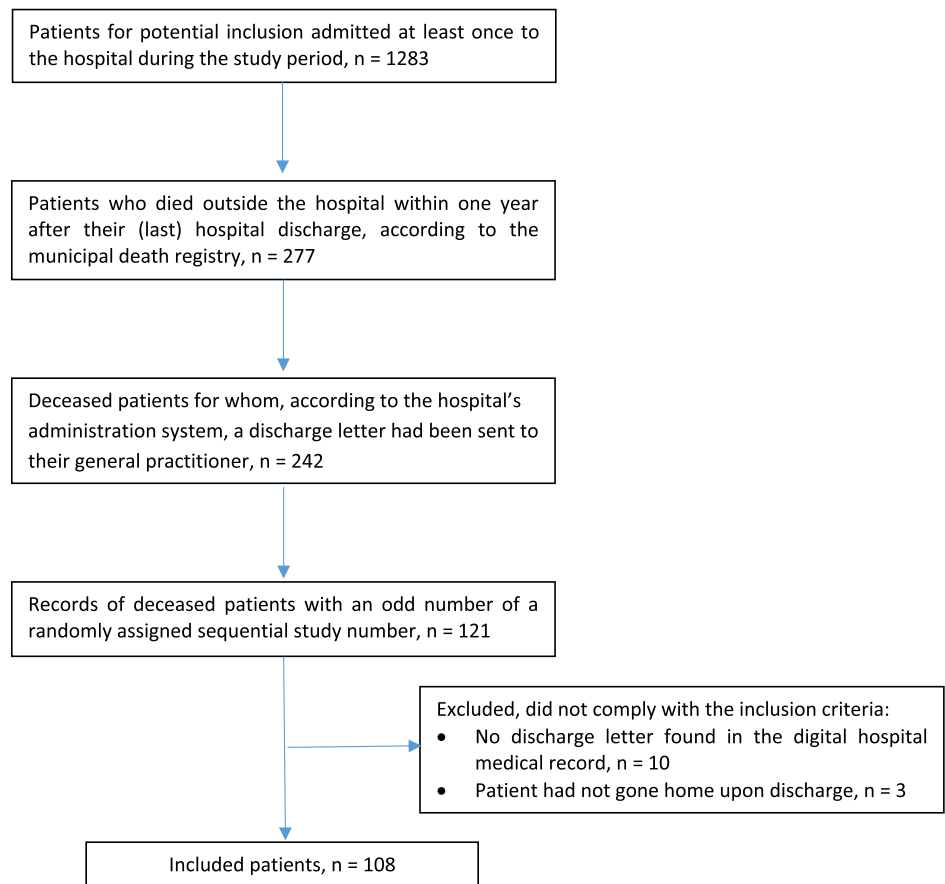 Patients for potential inclusion admitted at least once to
the hospital during the study period, n = 1283
Patients who died outside the hospital within one year
after their (last) hospital discharge, according to the
municipal death registry, n = 277
Deceased patients for whom, according to the hospital’s
administration system, a discharge letter had been sent to
their general practitioner, n = 242
Records of deceased patients with an odd number of a
randomly assigned sequential study number, n = 121
Excluded, did not comply with the inclusion criteria:
• No discharge letter found in the digital hospital
medical record, n = 10
• Patient had not gone home upon discharge, n = 3
Included patients, n = 108